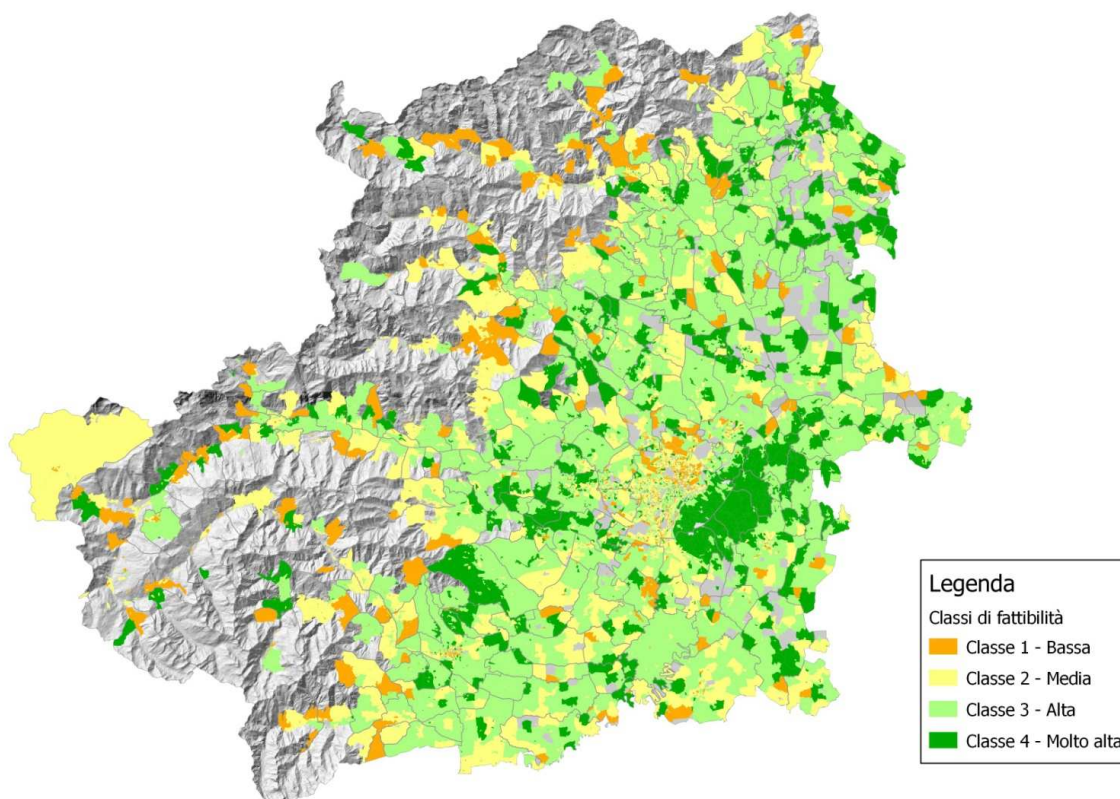 Legenda
Classi di fattibilità
Classe 1 - Bassa
Classe 2 - Media
Classe 3 - Alta
Classe 4 - Molto alta